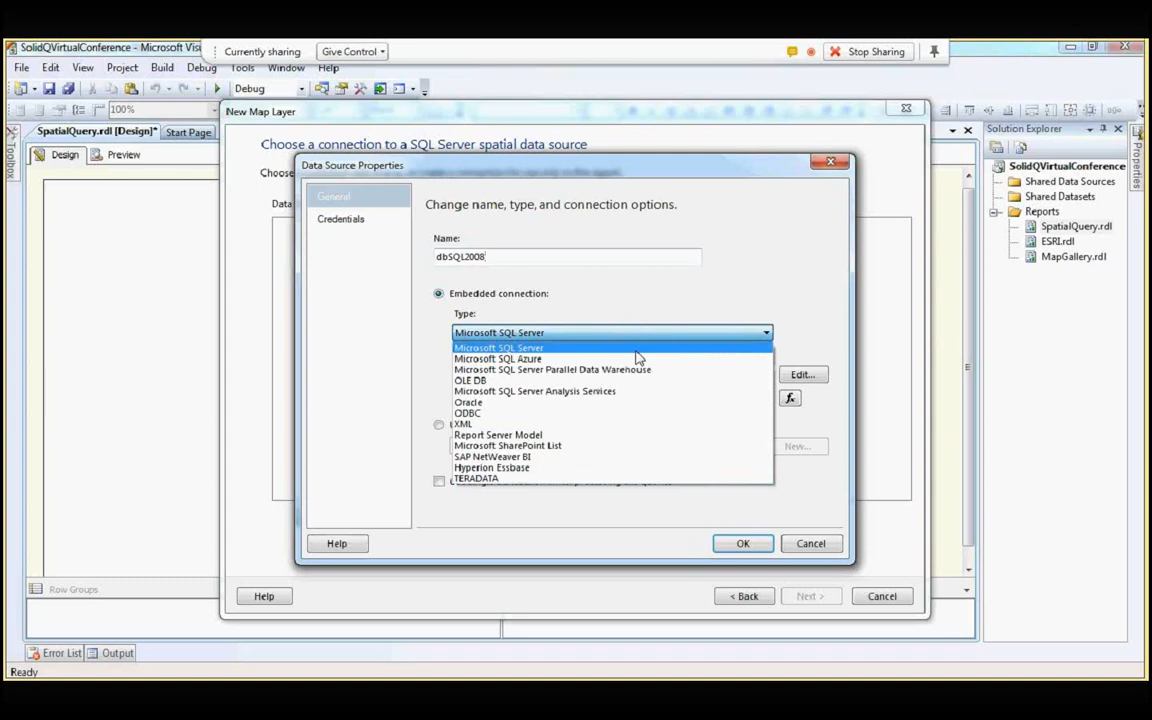 SolidQVirtualConference - Microsoft Visu
Currently sharing
Give Control
Stop Sharing
File Edit View Project Build Debug Tools Window Help
Debug
100%
New Map Layer
SpatialQuery.rdl [Design]* Start Page
Design Preview
Toolbox
Choose a connection to a SQL Server spatial data source
Choose
Data
Data Source Properties
General
Credentials
Change name, type, and connection options.
Name:
dbSQL2008
Embedded connection:
Type:
Microsoft SQL Server
Microsoft SQL Server
Microsoft SQL Azure
Microsoft SQL Server Parallel Data Warehouse
OLE DB
Microsoft SQL Server Analysis Services
Oracle
ODBC
XML
Report Server Model
Microsoft SharePoint List
SAP NetWeaver BI
Hyperion Essbase
TERADATA
Edit...
fx
New...
Help
OK
Cancel
Help
< Back
Next >
Cancel
Solution Explorer
SolidQVirtualConference
Shared Data Sources
Shared Datasets
Reports
SpatialQuery.rdl
ESRI.rdl
MapGallery.rdl
Properties
Row Groups
Error List Output
Ready